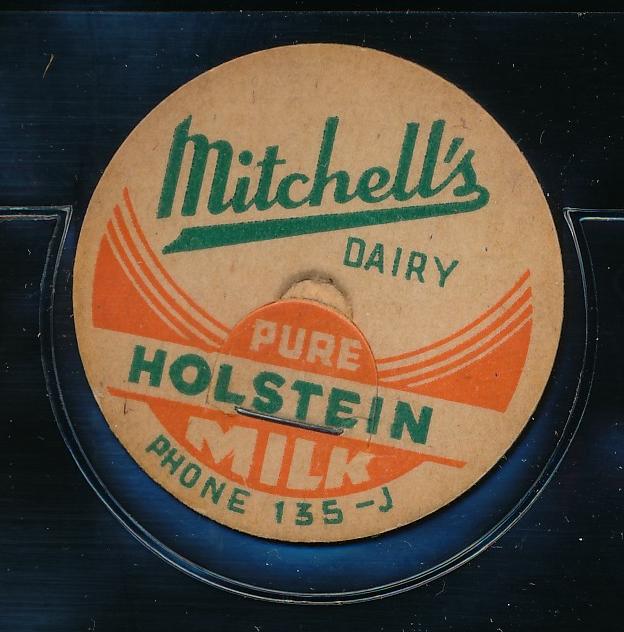 Mitchell's
DAIRY
PURE
HOLSTEIN
MILK
PHONE 135-J